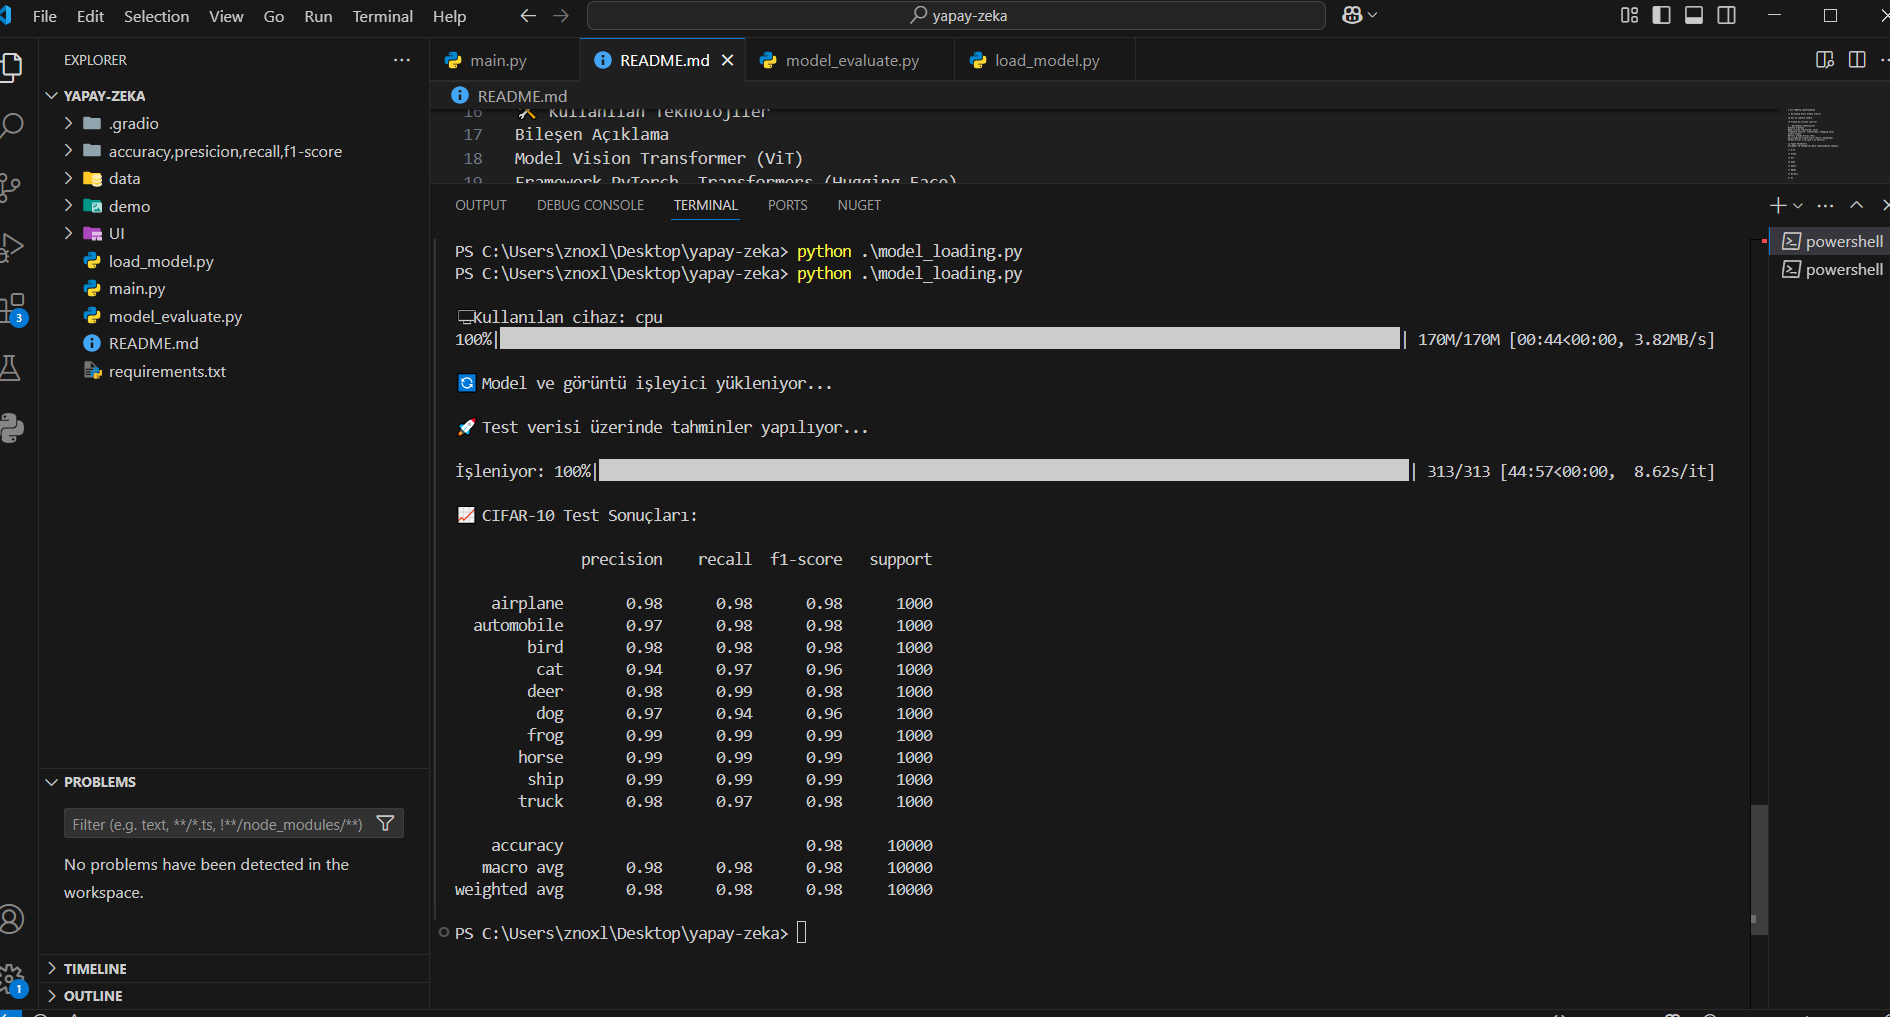 File Edit Selection View Go Run Terminal Help
yapay-zeka
EXPLORER
YAPAY-ZEKA
.gradio
accuracy,presicion,recall,f1-score
data
demo
UI
load_model.py
main.py
model_evaluate.py
README.md
requirements.txt
PROBLEMS
Filter (e.g. text, **/*.ts, !**/node_modules/**)
No problems have been detected in the
workspace.
TIMELINE
OUTLINE
3
1
main.py README.md model_evaluate.py load_model.py
README.md
16 Kullanılan Teknolojiler
17 Bileşen Açıklama
18 Model Vision Transformer (ViT)
19 Framework PyTorch, Transformers (Hugging Face)
OUTPUT DEBUG CONSOLE TERMINAL PORTS NUGET
powershell
powershell
PS C:\Users\znoxl\Desktop\yapay-zeka> python .\model_loading.py
PS C:\Users\znoxl\Desktop\yapay-zeka> python .\model_loading.py
Kullanılan cihaz: cpu
100%| | 170M/170M [00:44<00:00, 3.82MB/s]
Model ve görüntü işleyici yükleniyor...
Test verisi üzerinde tahminler yapılıyor...
İşleniyor: 100%| | 313/313 [44:57<00:00, 8.62s/it]
CIFAR-10 Test Sonuçları:
precision recall f1-score support
airplane 0.98 0.98 0.98 1000
automobile 0.97 0.98 0.98 1000
bird 0.98 0.98 0.98 1000
cat 0.94 0.97 0.96 1000
deer 0.98 0.99 0.98 1000
dog 0.97 0.94 0.96 1000
frog 0.99 0.99 0.99 1000
horse 0.99 0.99 0.99 1000
ship 0.99 0.99 0.99 1000
truck 0.98 0.97 0.98 1000
accuracy 0.98 10000
macro avg 0.98 0.98 0.98 10000
weighted avg 0.98 0.98 0.98 10000
PS C:\Users\znoxl\Desktop\yapay-zeka>